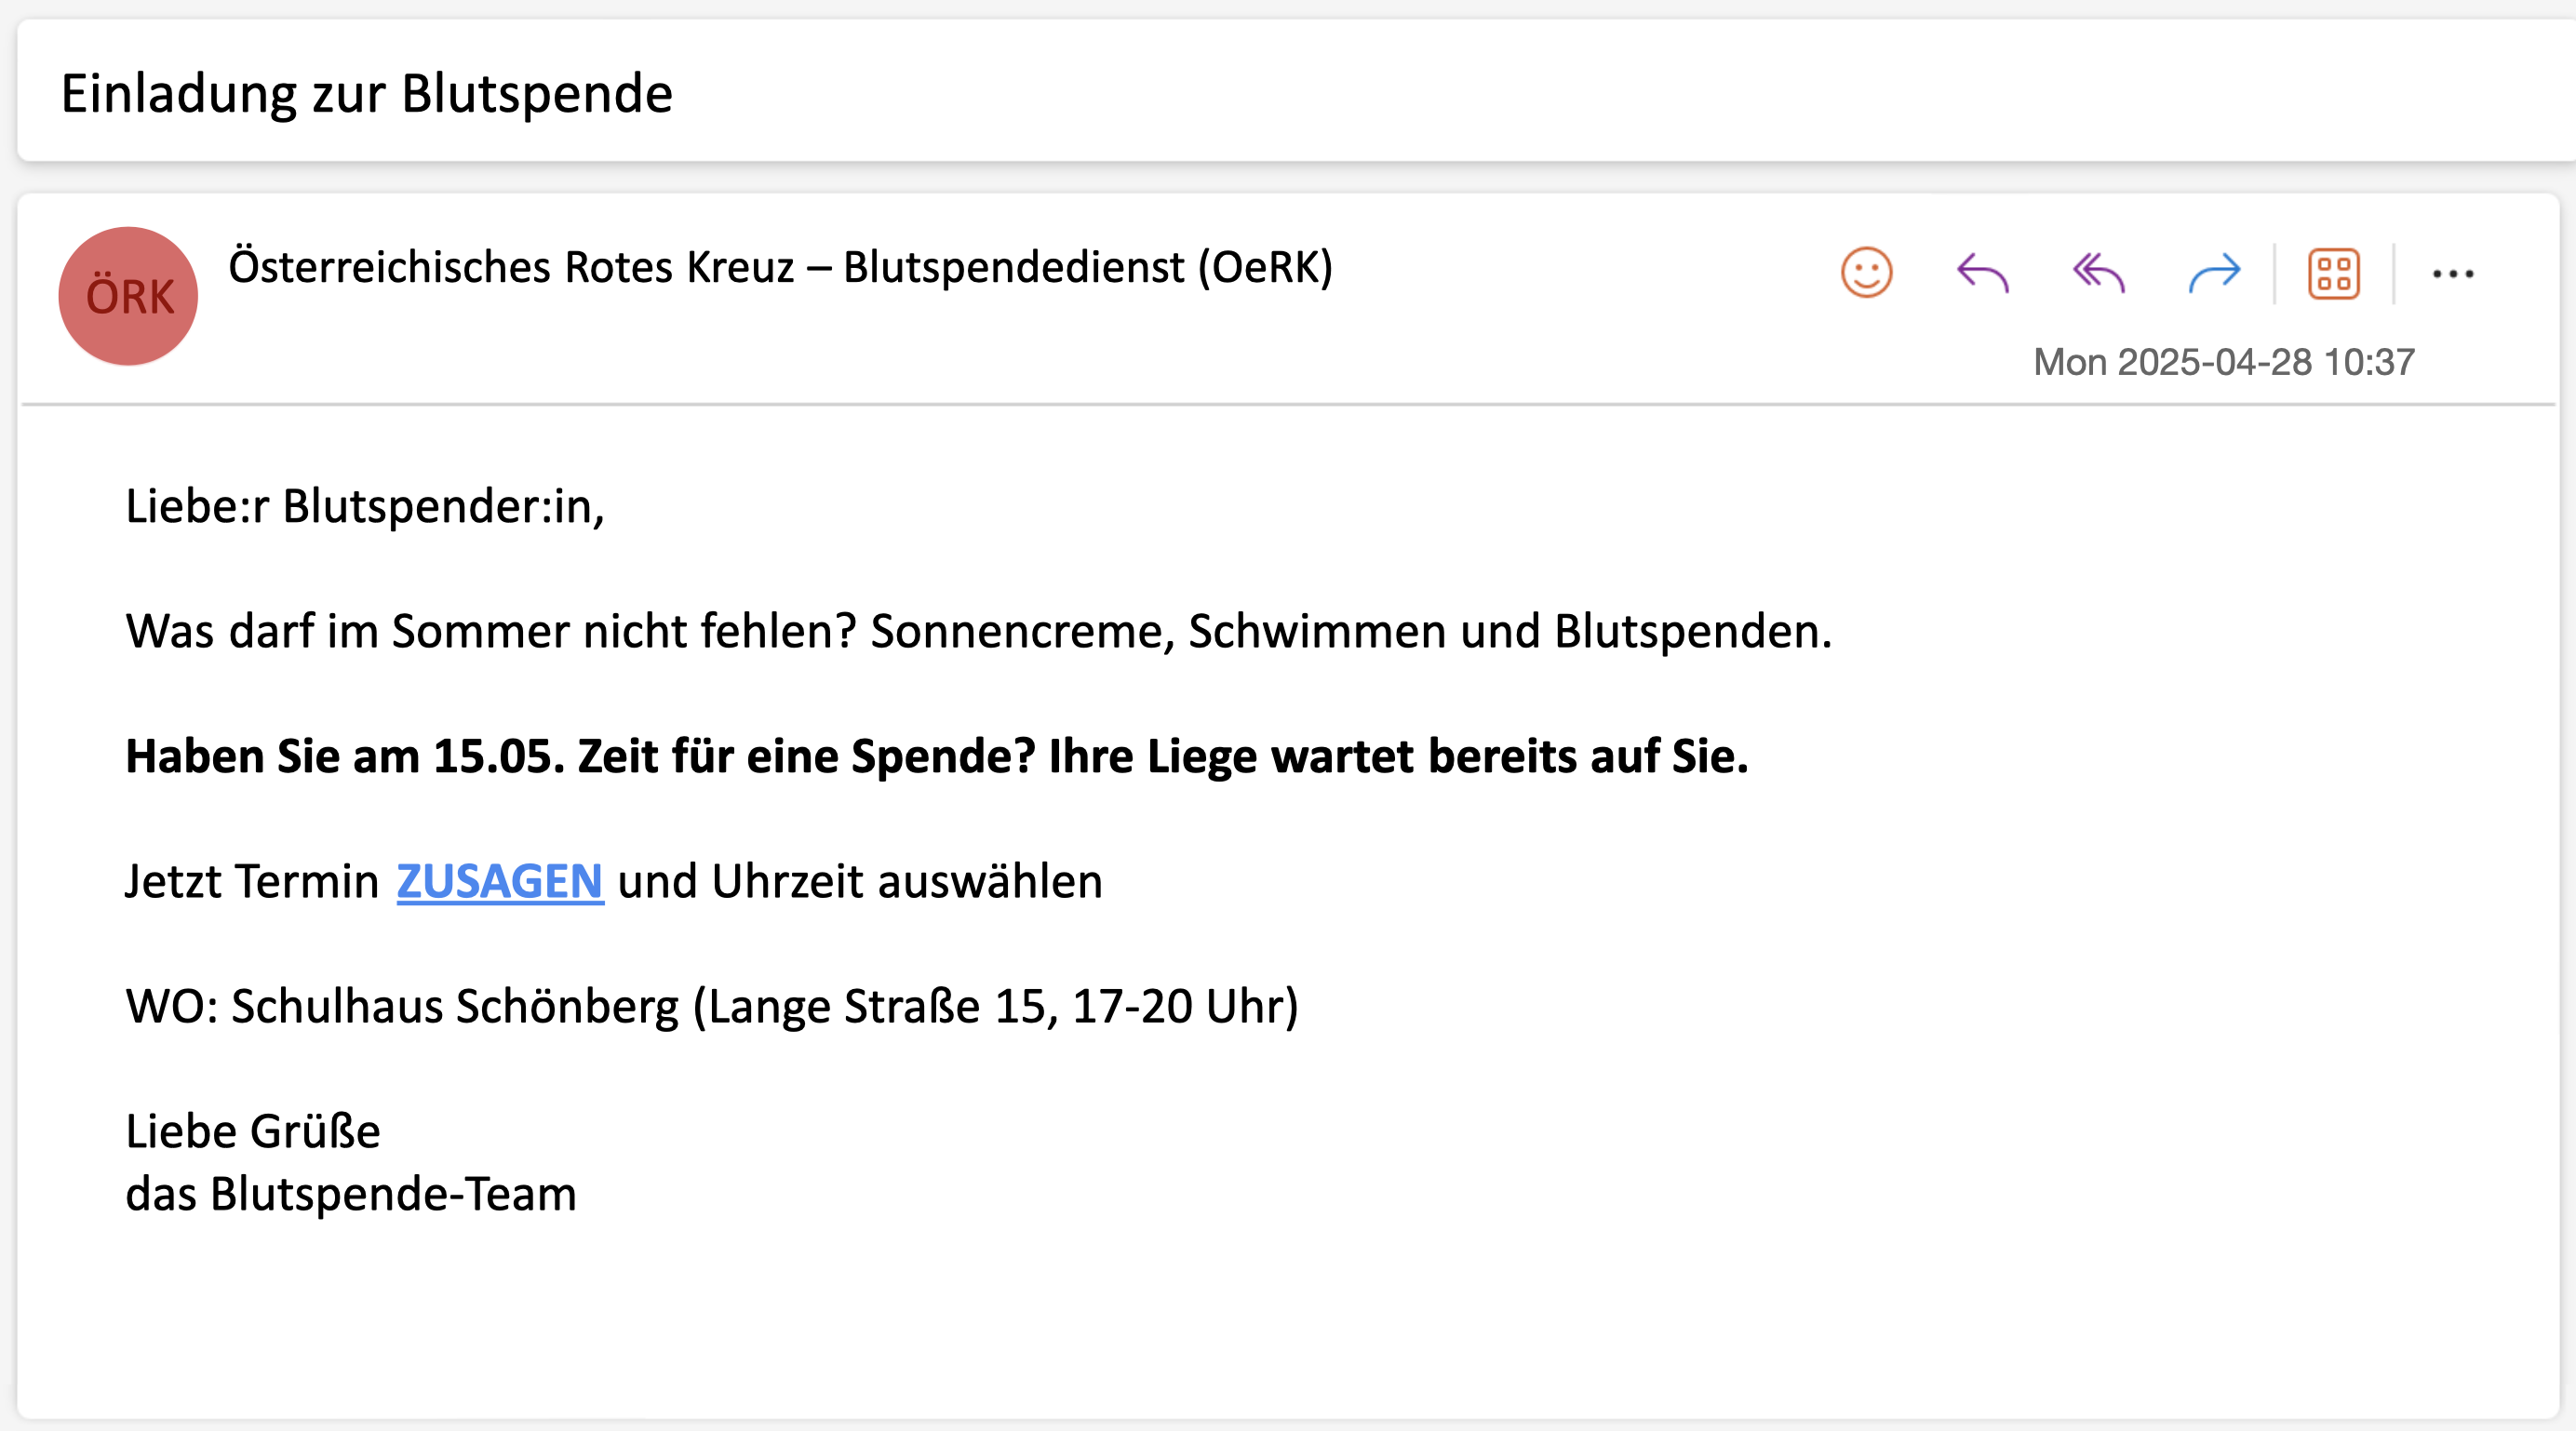 Einladung zur Blutspende
ÖRK
Österreichisches Rotes Kreuz – Blutspendedienst (OeRK)
Mon 2025-04-28 10:37
Liebe:r Blutspender:in,
Was darf im Sommer nicht fehlen? Sonnencreme, Schwimmen und Blutspenden.
Haben Sie am 15.05. Zeit für eine Spende? Ihre Liege wartet bereits auf Sie.
Jetzt Termin ZUSAGEN und Uhrzeit auswählen
WO: Schulhaus Schönberg (Lange Straße 15, 17-20 Uhr)
Liebe Grüße
das Blutspende-Team